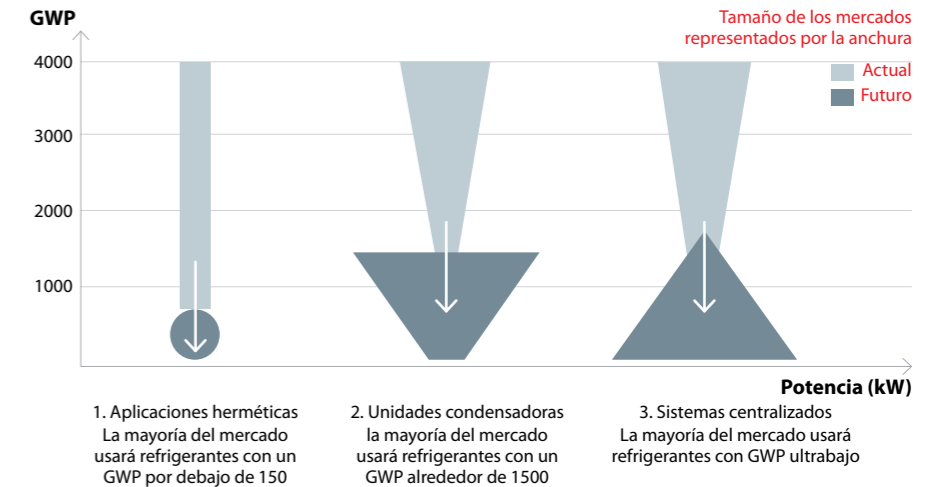 GWP
Tamaño de los mercados
representados por la anchura
Actual
Futuro
4000
3000
2000
1000
Potencia (kW)
1. Aplicaciones herméticas
La mayoría del mercado
usará refrigerantes con un
GWP por debajo de 150
2. Unidades condensadoras
la mayoría del mercado
usará refrigerantes con un
GWP alrededor de 1500
3. Sistemas centralizados
La mayoría del mercado usará
refrigerantes con GWP ultrabajo